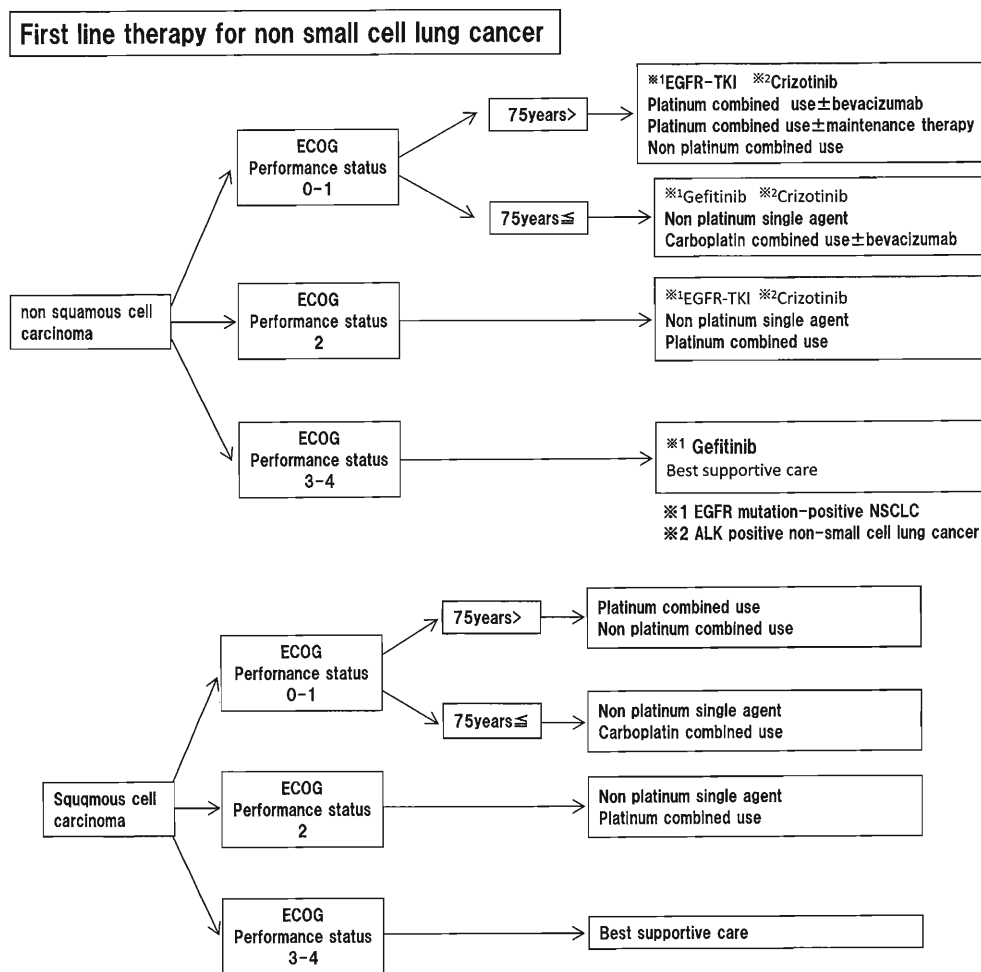 First line therapy for non small cell lung cancer
non squamous cell
carcinoma
ECOG
Performance status
0-1
75years>
※1EGFR-TKI ※2Crizotinib
Platinum combined use±bevacizumab
Platinum combined use±maintenance therapy
Non platinum combined use
75years≦
※1Gefitinib ※2Crizotinib
Non platinum single agent
Carboplatin combined use±bevacizumab
ECOG
Performance status
2
※1EGFR-TKI ※2Crizotinib
Non platinum single agent
Platinum combined use
ECOG
Performance status
3-4
※1 Gefitinib
Best supportive care
※1 EGFR mutation-positive NSCLC
※2 ALK positive non-small cell lung cancer
Squqmous cell
carcinoma
ECOG
Perfornance status
0-1
75years>
Platinum combined use
Non platinum combined use
75years≦
Non platinum single agent
Carboplatin combined use
ECOG
Performance status
2
Non platinum single agent
Platinum combined use
ECOG
Performance status
3-4
Best supportive care